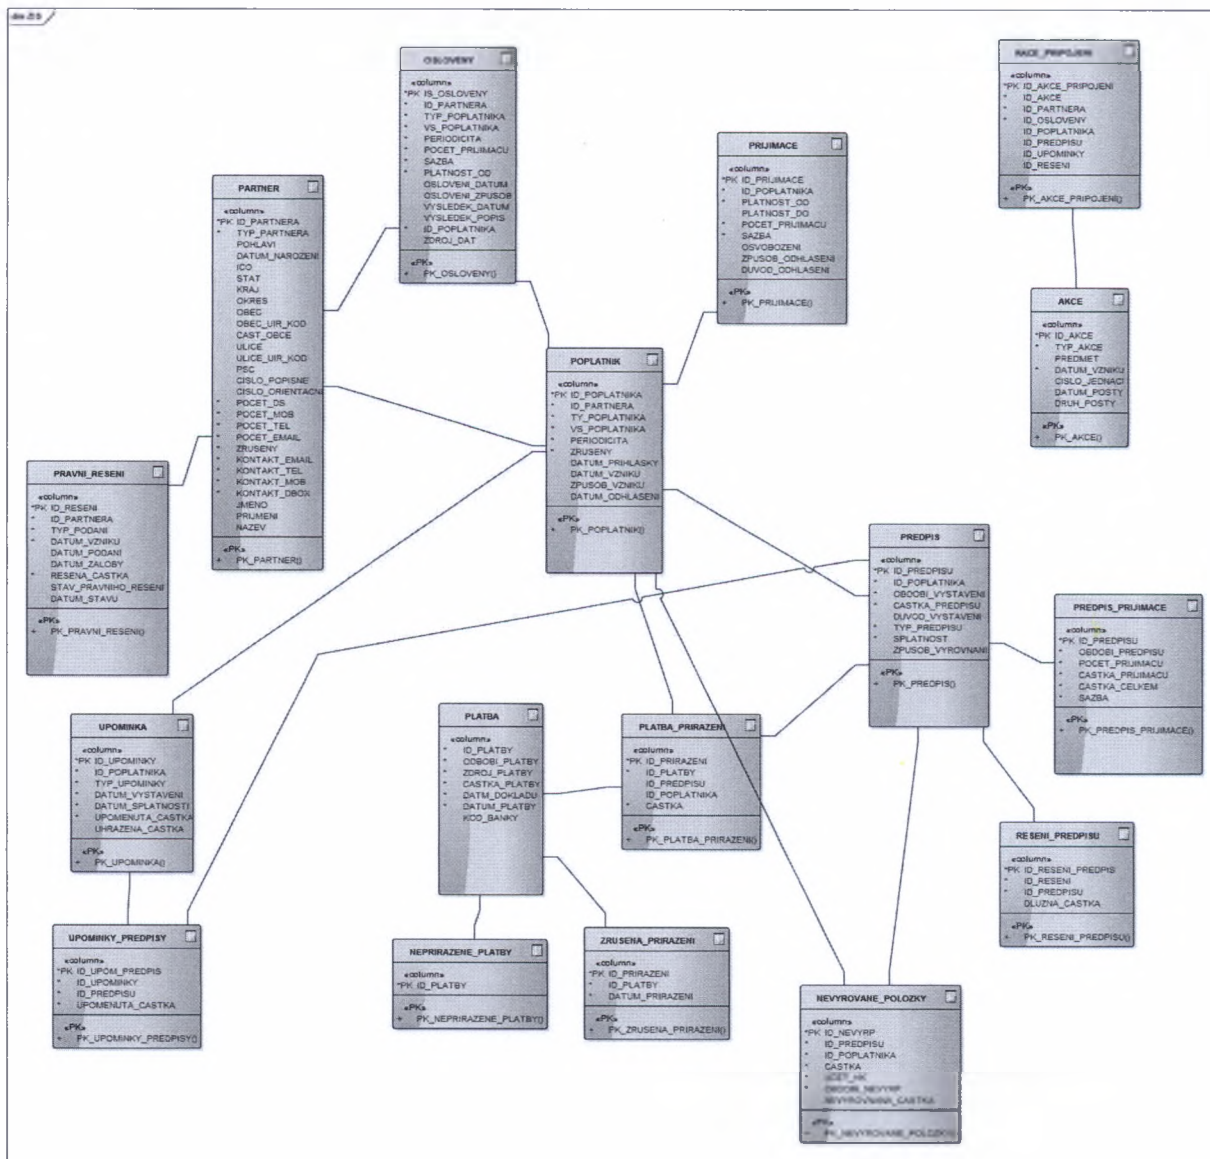 OSLOVENY
«column»
*PK IS_OSLOVENY
* ID_PARTNERA
* TYP_POPLATNIKA
* VS_POPLATNIKA
* PERIODICITA
* POCET_PRIJIMACU
* SAZBA
* PLATNOST_OD
OSLOVENI_DATUM
OSLOVENI_ZPUSOB
VYSLEDEK_DATUM
VYSLEDEK_POPIS
* ID_POPLATNIKA
ZDROJ_DAT
«PK»
+ PK_OSLOVENY()
AKCE_PRIPOJENI
«column»
*PK ID_AKCE_PRIPOJENI
* ID_AKCE
* ID_PARTNERA
* ID_OSLOVENY
ID_POPLATNIKA
ID_PREDPISU
ID_UPOMINKY
ID_RESENI
«PK»
+ PK_AKCE_PRIPOJENI()
PRIJIMACE
«column»
*PK ID_PRIJIMACE
* ID_POPLATNIKA
* PLATNOST_OD
PLATNOST_DO
* POCET_PRIJIMACU
* SAZBA
OSVOBOZENI
ZPUSOB_ODHLASENI
DUVOD_ODHLASENI
«PK»
+ PK_PRIJIMACE()
PARTNER
«column»
*PK ID_PARTNERA
* TYP_PARTNERA
POHLAVI
DATUM_NAROZENI
ICO
STAT
KRAJ
OKRES
OBEC
OBEC_UIR_KOD
CAST_OBCE
ULICE
ULICE_UIR_KOD
PSC
CISLO_POPISNE
CISLO_ORIENTACNI
* POCET_DS
* POCET_MOB
* POCET_TEL
* POCET_EMAIL
* ZRUSENY
* KONTAKT_EMAIL
* KONTAKT_TEL
* KONTAKT_MOB
* KONTAKT_DBOX
JMENO
PRIJMENI
NAZEV
«PK»
+ PK_PARTNER()
AKCE
«column»
*PK ID_AKCE
* TYP_AKCE
PREDMET
* DATUM_VZNIKU
CISLO_JEDNACI
DATUM_POSTY
DRUH_POSTY
«PK»
+ PK_AKCE()
POPLATNIK
«column»
*PK ID_POPLATNIKA
* ID_PARTNERA
* TY_POPLATNIKA
* VS_POPLATNIKA
* PERIODICITA
* ZRUSENY
DATUM_PRIHLASKY
DATUM_VZNIKU
ZPUSOB_VZNIKU
DATUM_ODHLASENI
«PK»
+ PK_POPLATNIK()
PRAVNI_RESENI
«column»
*PK ID_RESENI
* ID_PARTNERA
* TYP_PODANI
* DATUM_VZNIKU
DATUM_PODANI
DATUM_ZALOBY
* RESENA_CASTKA
STAV_PRAVNIHO_RESENI
DATUM_STAVU
«PK»
+ PK_PRAVNI_RESENI()
PREDPIS
«column»
*PK ID_PREDPISU
* ID_POPLATNIKA
* OBDOBI_VYSTAVENI
* CASTKA_PREDPISU
DUVOD_VYSTAVENI
* TYP_PREDPISU
* SPLATNOST
ZPUSOB_VYROVNANI
«PK»
+ PK_PREDPIS()
PREDPIS_PRIJIMACE
«column»
*PK ID_PREDPISU
* OBDOBI_PREDPISU
* POCET_PRIJIMACU
* CASTKA_PRIJIMACU
* CASTKA_CELKEM
* SAZBA
«PK»
+ PK_PREDPIS_PRIJIMACE()
UPOMINKA
«column»
*PK ID_UPOMINKY
* ID_POPLATNIKA
* TYP_UPOMINKY
* DATUM_VYSTAVENI
* DATUM_SPLATNOSTI
* UPOMENUTA_CASTKA
UHRAZENA_CASTKA
«PK»
+ PK_UPOMINKA()
PLATBA
«column»
* ID_PLATBY
* ODBOBI_PLATBY
* ZDROJ_PLATBY
* CASTKA_PLATBY
* DATM_DOKLADU
* DATUM_PLATBY
KOD_BANKY
PLATBA_PRIRAZENI
«column»
*PK ID_PRIRAZENI
* ID_PLATBY
ID_PREDPISU
ID_POPLATNIKA
* CASTKA
«PK»
+ PK_PLATBA_PRIRAZENI()
RESENI_PREDPISU
«column»
*PK ID_RESENI_PREDPIS
* ID_RESENI
* ID_PREDPISU
DLUZNA_CASTKA
«PK»
+ PK_RESENI_PREDPISU()
UPOMINKY_PREDPISY
«column»
*PK ID_UPOM_PREDPIS
* ID_UPOMINKY
* ID_PREDPISU
* UPOMENUTA_CASTKA
«PK»
+ PK_UPOMINKY_PREDPISY()
NEPRIRAZENE_PLATBY
«column»
*PK ID_PLATBY
«PK»
+ PK_NEPRIRAZENE_PLATBY()
ZRUSENA_PRIRAZENI
«column»
*PK ID_PRIRAZENI
* ID_PLATBY
* DATUM_PRIRAZENI
«PK»
+ PK_ZRUSENA_PRIRAZENI()
NEVYROVANE_POLOZKY
«column»
*PK ID_NEVYRP
* ID_PREDPISU
* ID_POPLATNIKA
* CASTKA
* OBDOBI_NEVYRP
NEVYROVNANA_CASTKA
«PK»
+ PK_NEVYROVANE_POLOZKY()